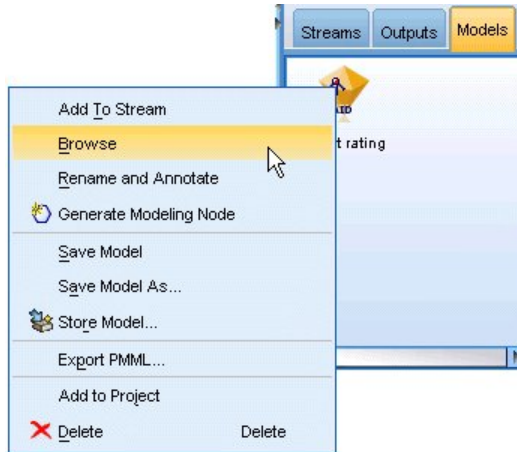 Streams Outputs Models
t rating
Add To Stream
Browse
Rename and Annotate
Generate Modeling Node
Save Model
Save Model As...
Store Model...
Export PMML...
Add to Project
Delete Delete